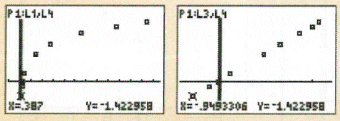 P1:L1,L4
X=.387 Y=-1.422958
P1:L3,L4
X=-.9493306 Y=-1.422958